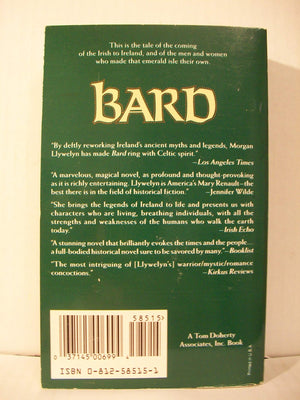 This is the tale of the coming
of the Irish to Ireland, and of the men and women
who made that emerald isle their own.
BARD
"By deftly reworking Ireland's ancient myths and legends, Morgan
Llywelyn has made Bard ring with Celtic spirit."
—Los Angeles Times
"A marvelous, magical novel, as profound and thought-provoking
as it is richly entertaining. Llywelyn is America's Mary Renault—the
best there is in the field of historical fiction." —Jennifer Wilde
"She brings the legends of Ireland to life and presents us with
characters who are living, breathing individuals, with all the
strengths and weaknesses of the humans who walk the earth
today."
—Irish Echo
"A stunning novel that brilliantly evokes the times and the people...
a full-bodied historical novel sure to be savored by many."—Booklist
"The most intriguing of [Llywelyn's] warrior/mystic/romance
concoctions."
—Kirkus Reviews
58515>
0 37145 00699 4
ISBN 0-812-58515-1
A Tom Doherty
Associates, Inc. Book
Printed in U.S.A.